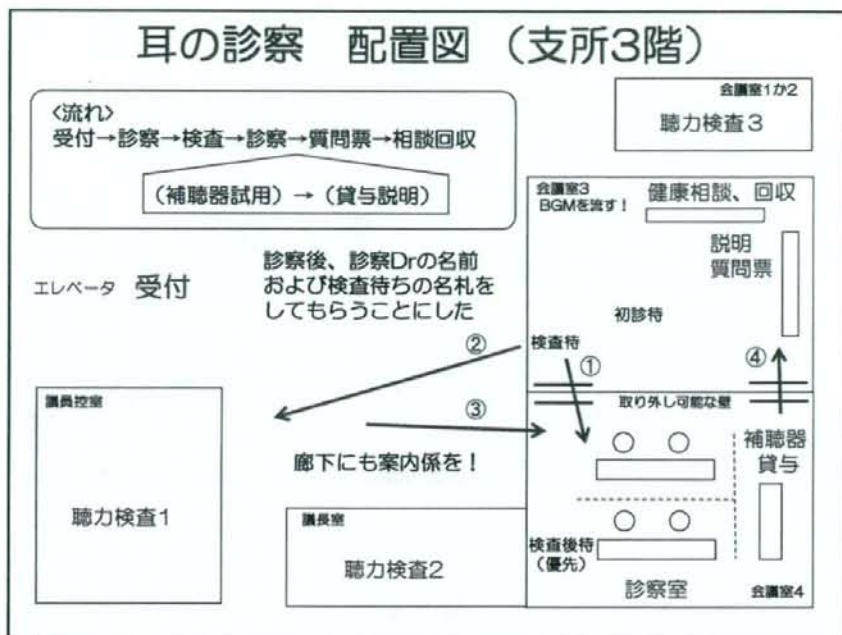 耳の診察 配置図（支所3階）
<流れ>
受付→診察→検査→診察→質問票→相談回収
（補聴器試用）→（貸与説明）
会議室1か2
聴力検査3
会議室3
BGMを流す！
健康相談、回収
説明
質問票
初診待
検査待
エレベータ 受付
診察後、診察Drの名前
および検査待ちの名札を
してもらうことにした
②
①
④
③
取り外し可能な壁
議員控室
聴力検査1
廊下にも案内係を！
議長室
聴力検査2
補聴器
貸与
検査後待
（優先）
診察室
会議室4